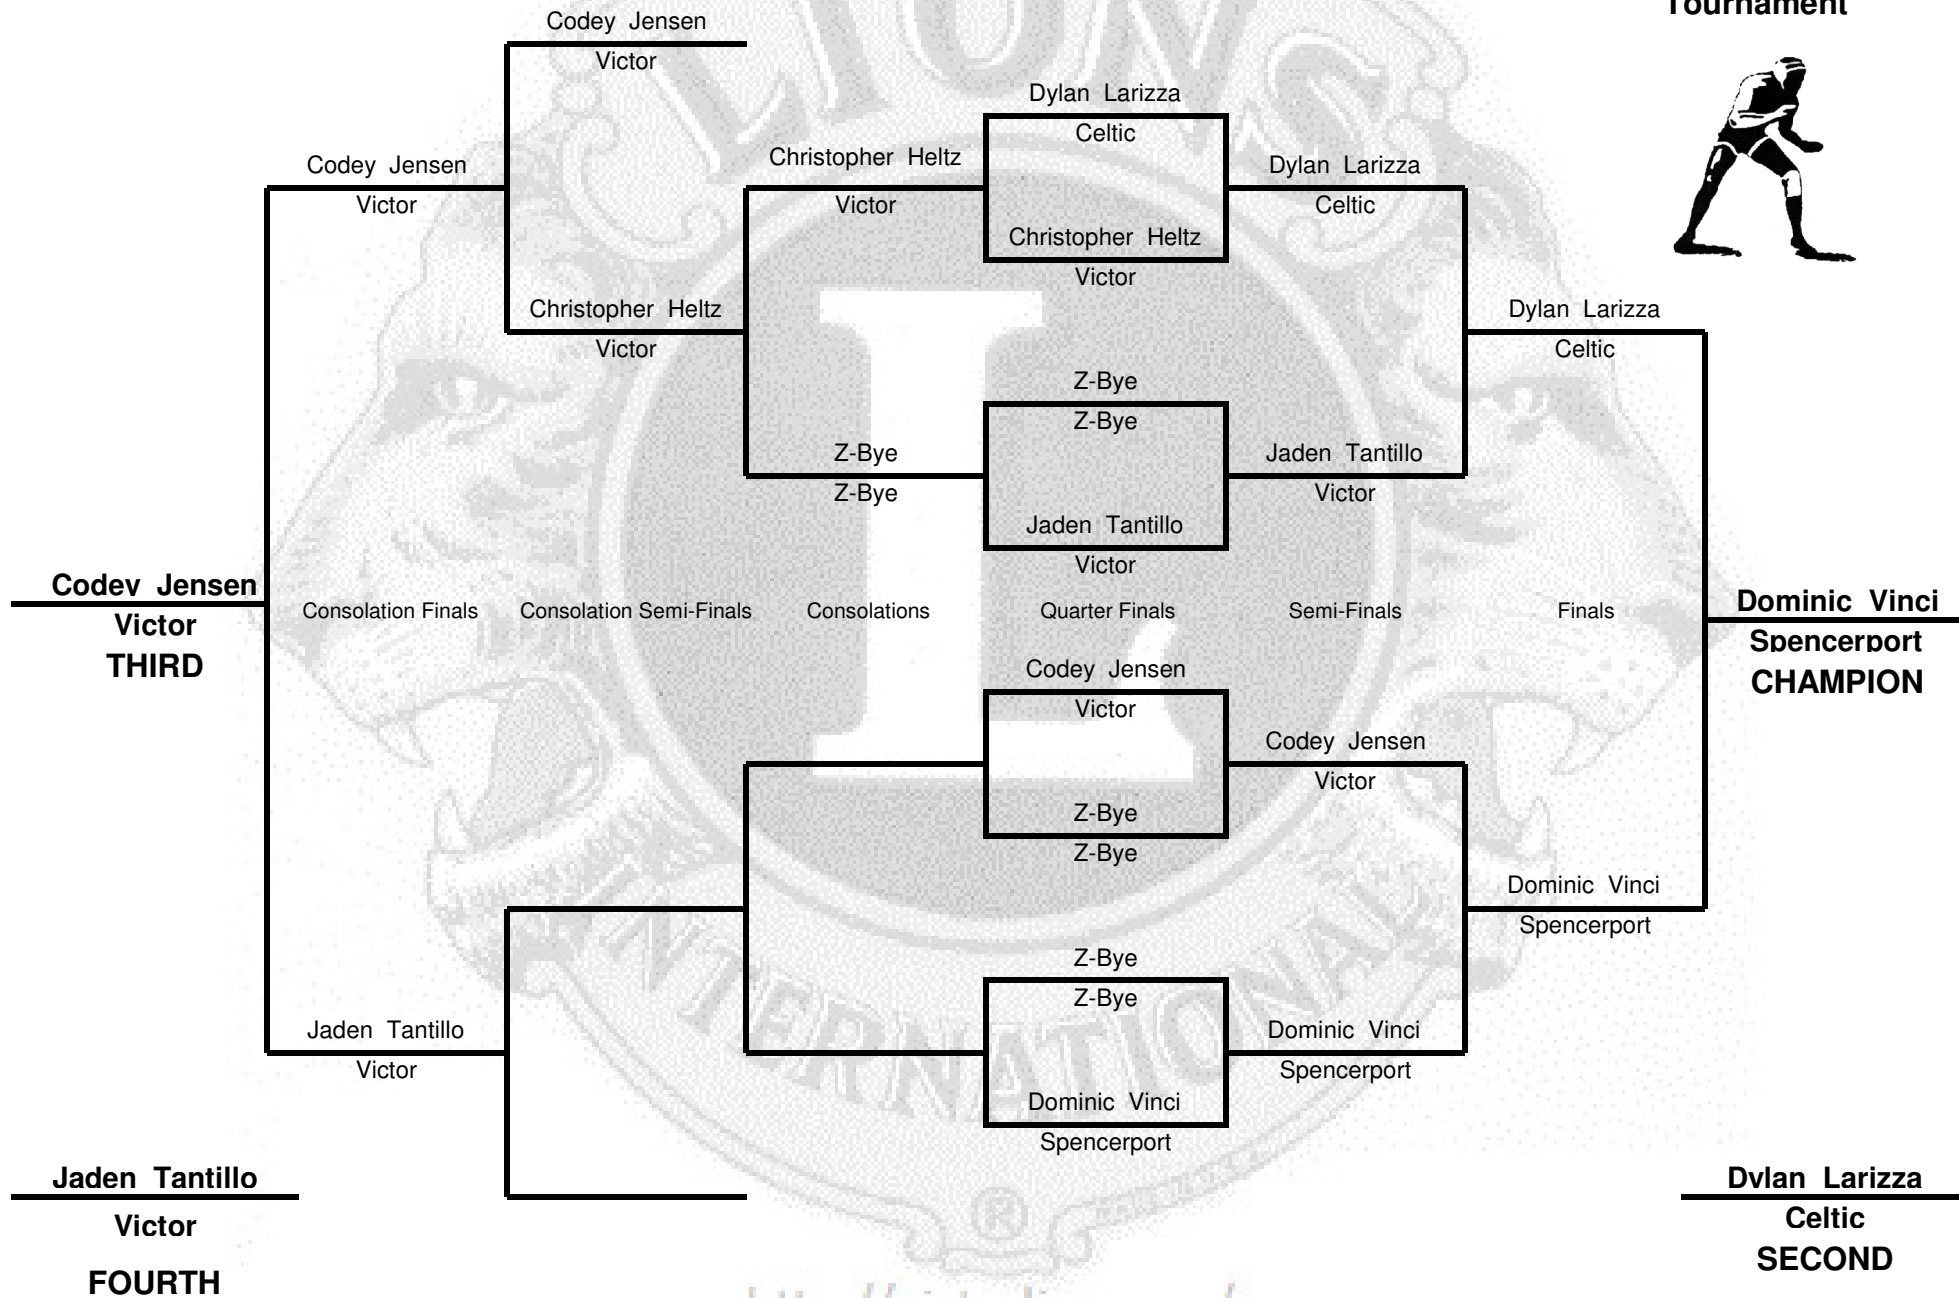 Tournament
Codey Jensen
Victor
Dylan Larizza
Celtic
Codey Jensen
Victor
Christopher Heltz
Victor
Dylan Larizza
Celtic
Christopher Heltz
Victor
Christopher Heltz
Victor
Dylan Larizza
Celtic
Z-Bye
Z-Bye
Z-Bye
Z-Bye
Jaden Tantillo
Victor
Jaden Tantillo
Victor
Codey Jensen
Victor
THIRD
Consolation Finals
Consolation Semi-Finals
Consolations
Quarter Finals
Semi-Finals
Finals
Dominic Vinci
Spencerport
CHAMPION
Codey Jensen
Victor
Codey Jensen
Victor
Z-Bye
Z-Bye
Dominic Vinci
Spencerport
Z-Bye
Z-Bye
Jaden Tantillo
Victor
Dominic Vinci
Spencerport
Dominic Vinci
Spencerport
Jaden Tantillo
Victor
FOURTH
Dylan Larizza
Celtic
SECOND
LIONS
L
INTERNATIONAL
®